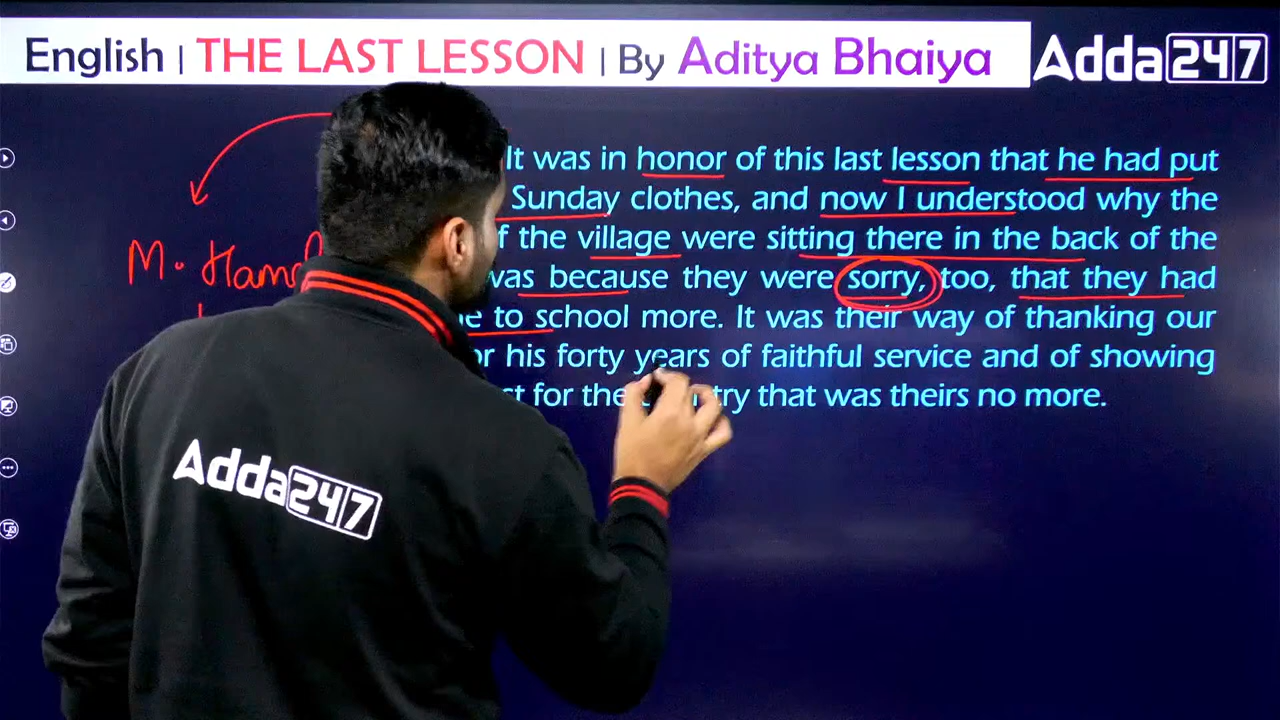 English | THE LAST LESSON | By Aditya Bhaiya
Adda247
It was in honor of this last lesson that he had put
Sunday clothes, and now I understood why the
f the village were sitting there in the back of the
was because they were sorry, too, that they had
to school more. It was their way of thanking our
his forty years of faithful service and of showing
for the try that was theirs no more.
M. Ham
Adda247